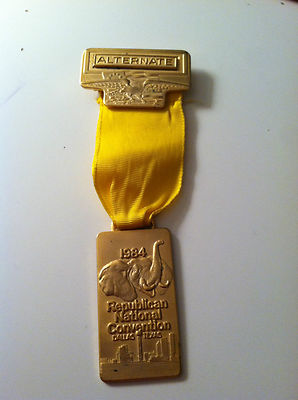 ALTERNATE
1984
Republican
National
Convention
DALLAS TEXAS